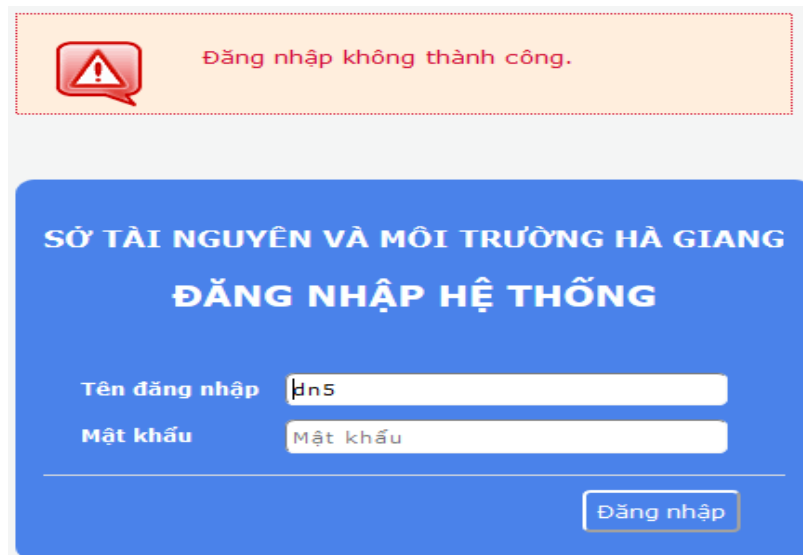 Đăng nhập không thành công.
SỞ TÀI NGUYÊN VÀ MÔI TRƯỜNG HÀ GIANG
ĐĂNG NHẬP HỆ THỐNG
Tên đăng nhập dn5
Mật khẩu Mật khẩu
Đăng nhập